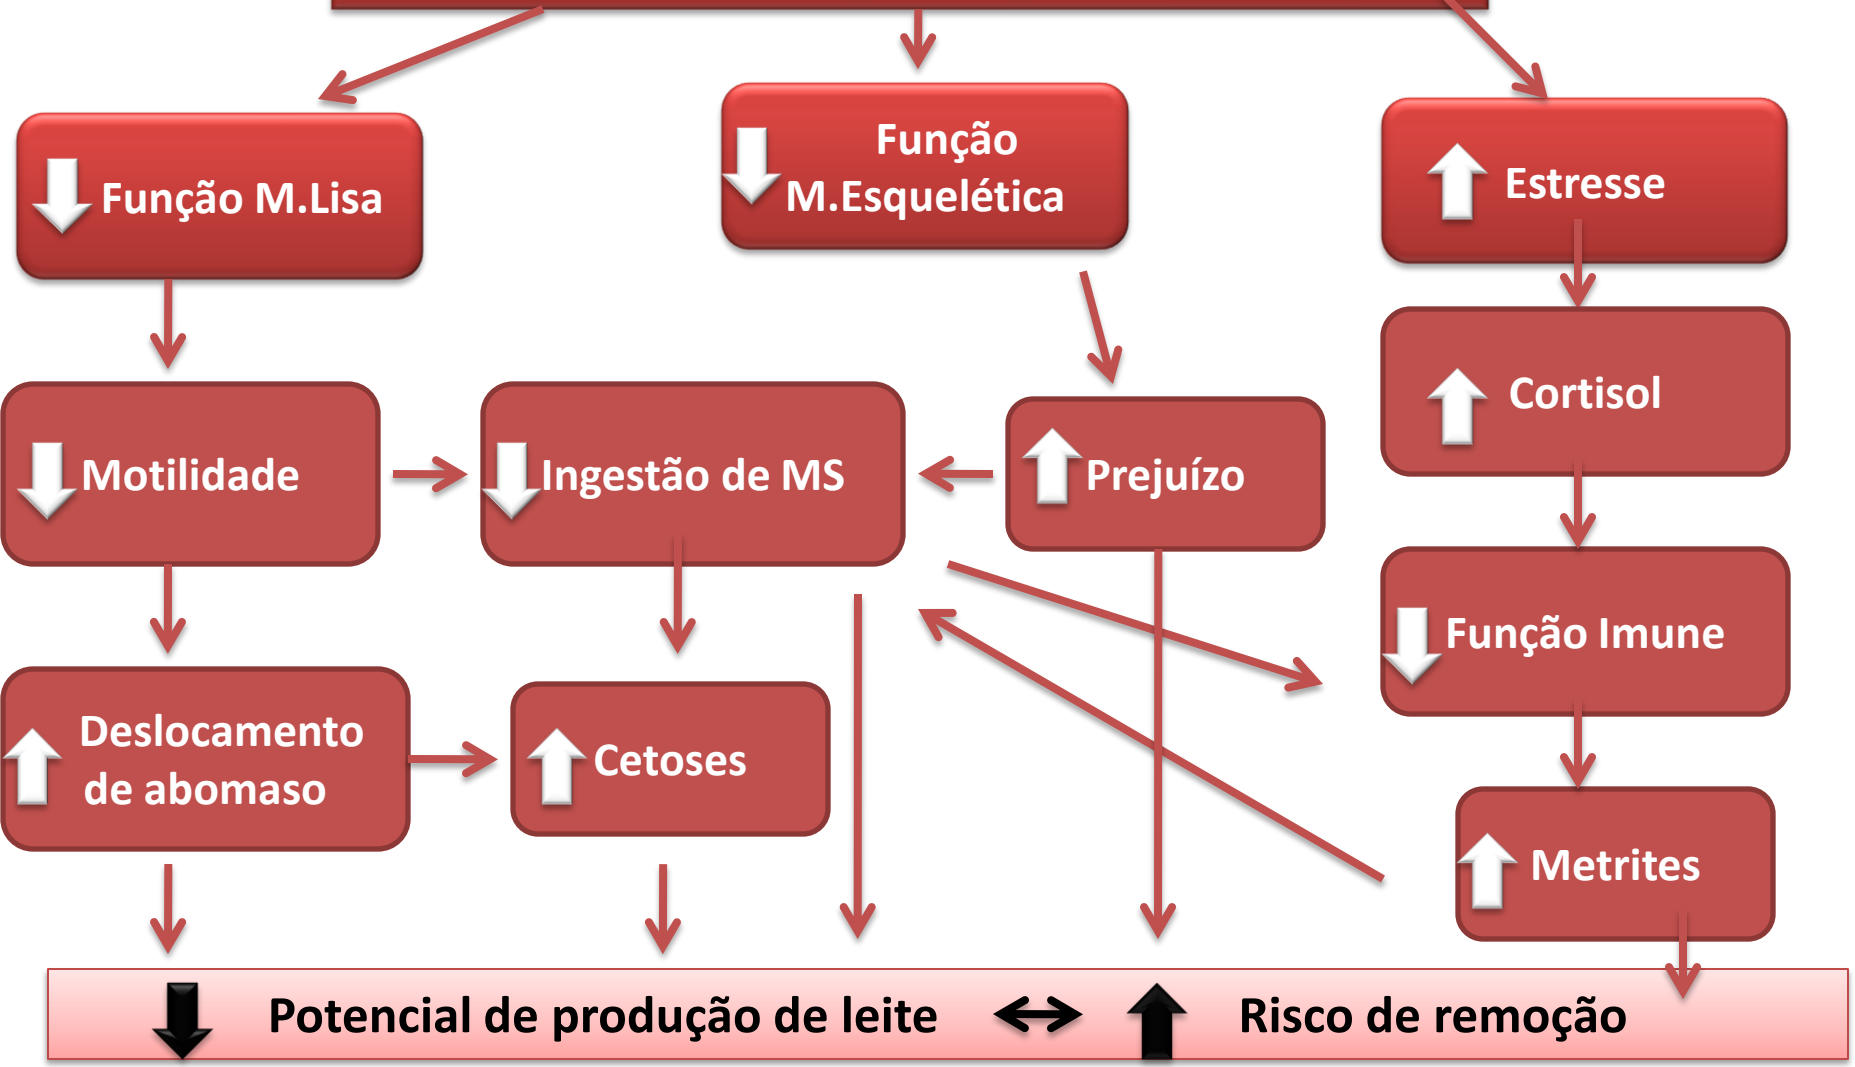 Função M.Lisa
Função
M.Esquelética
Estresse
Cortisol
Motilidade
Ingestão de MS
Prejuízo
Função Imune
Deslocamento
de abomaso
Cetoses
Metrites
Potencial de produção de leite
Risco de remoção